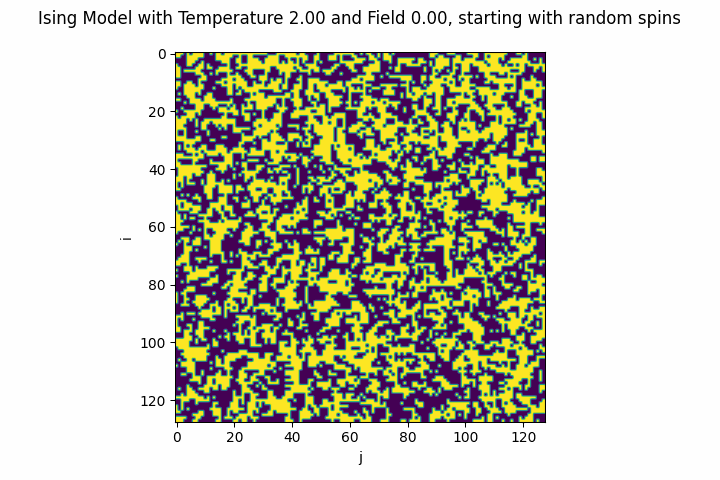 Ising Model with Temperature 2.00 and Field 0.00, starting with random spins
0
20
40
60
80
100
120
i
0 20 40 60 80 100 120
j